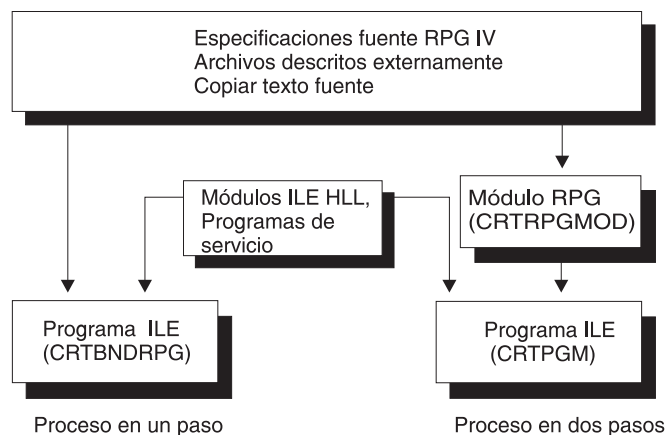 Especificaciones fuente RPG IV
Archivos descritos externamente
Copiar texto fuente
Módulos ILE HLL,
Programas de
servicio
Módulo RPG
(CRTRPGMOD)
Programa ILE
(CRTBNDRPG)
Programa ILE
(CRTPGM)
Proceso en un paso
Proceso en dos pasos